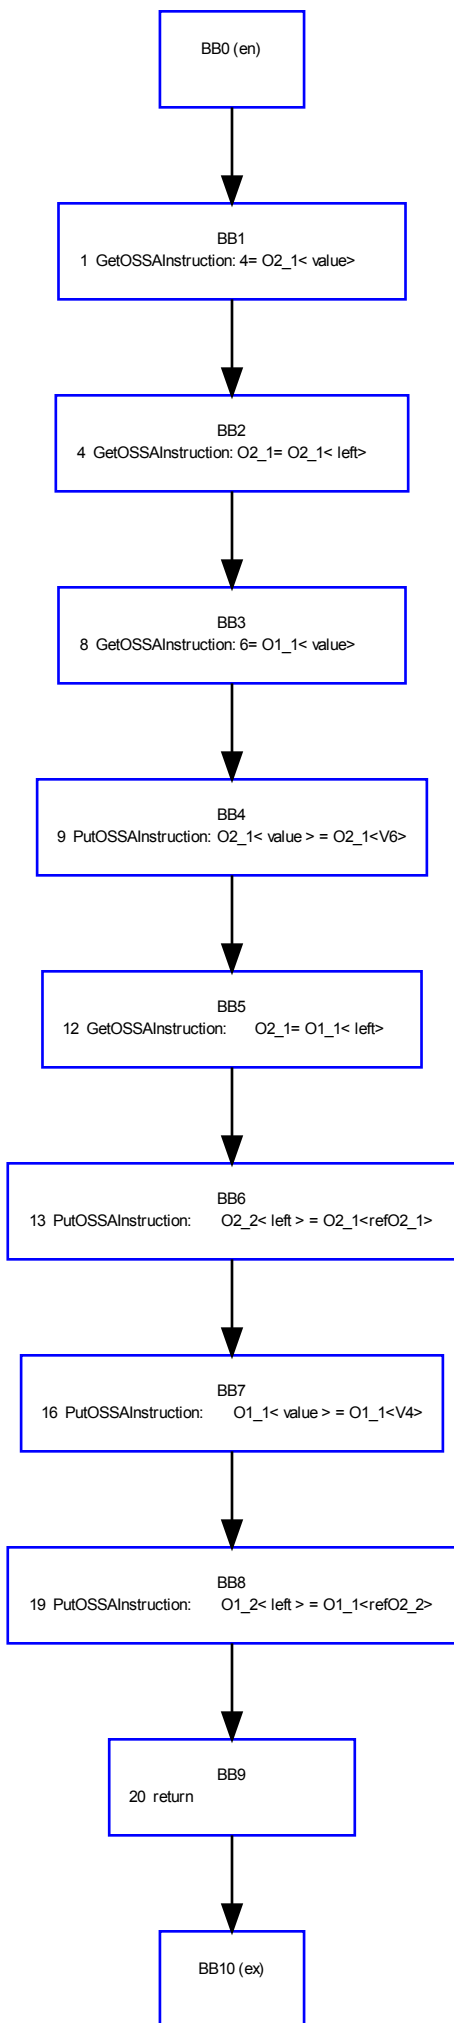 BB0 (en)
BB1
1 GetOSSAInstruction: 4= O2_1< value>
BB2
4 GetOSSAInstruction: O2_1= O2_1< left>
BB3
8 GetOSSAInstruction: 6= O1_1< value>
BB4
9 PutOSSAInstruction: O2_1< value > = O2_1<V6>
BB5
12 GetOSSAInstruction: O2_1= O1_1< left>
BB6
13 PutOSSAInstruction: O2_2< left > = O2_1<refO2_1>
BB7
16 PutOSSAInstruction: O1_1< value > = O1_1<V4>
BB8
19 PutOSSAInstruction: O1_2< left > = O1_1<refO2_2>
BB9
20 return
BB10 (ex)